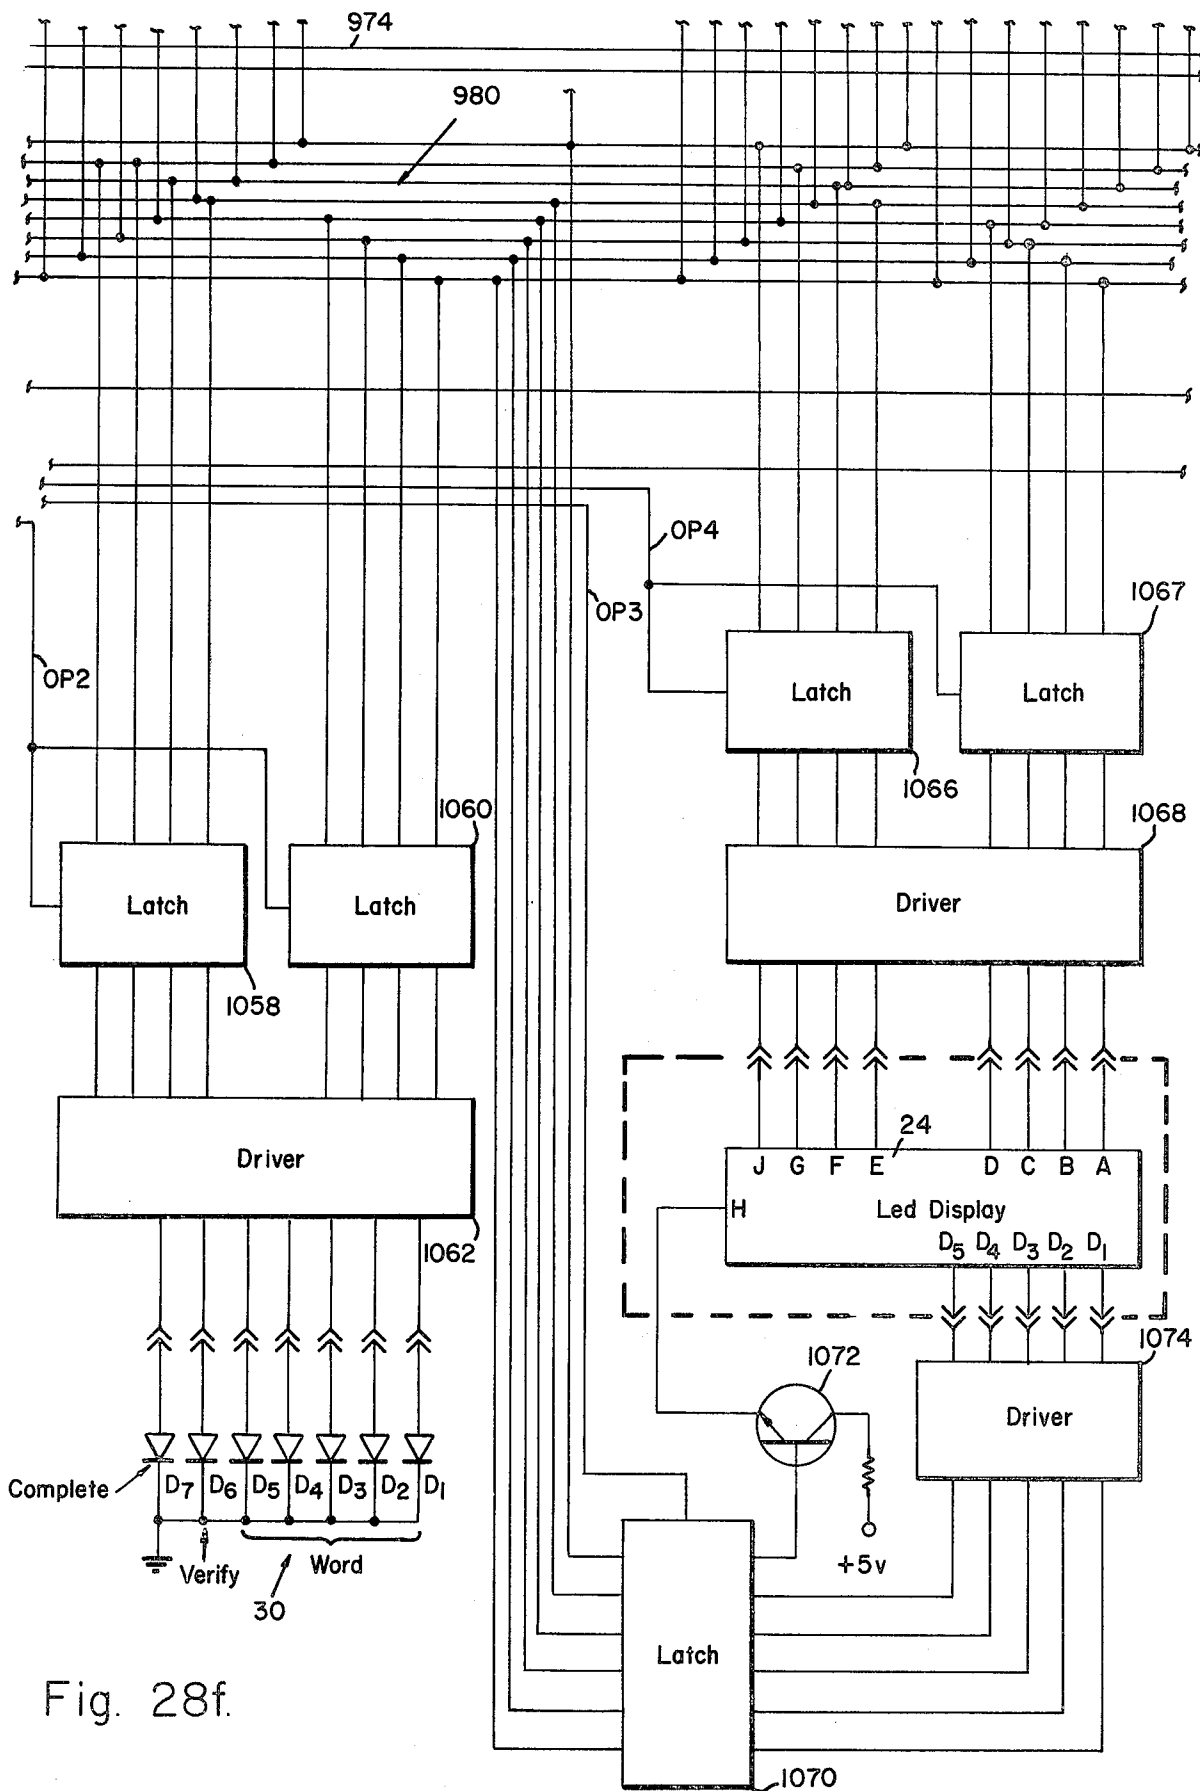 974
980
OP4
OP3
1067
OP2
Latch
Latch
1066
1060
1068
Latch
Latch
Driver
1058
24
Driver
J G F E D C B A
H
Led Display
1062
D5 D4 D3 D2 D1
1074
1072
Driver
Complete
D7 D6 D5 D4 D3 D2 D1
+5v
Verify
Word
30
Latch
Fig. 28f.
1070